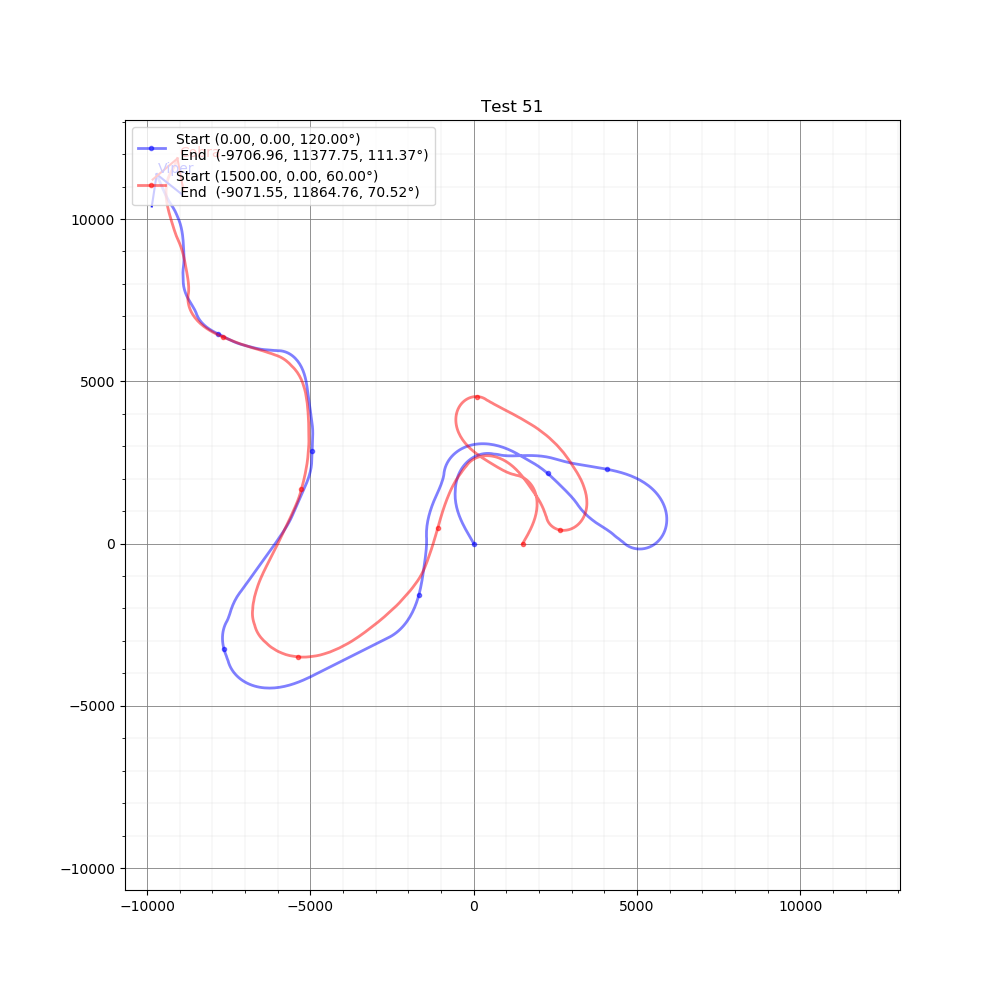 Test 51
Start (0.00, 0.00, 120.00°)
End (-9706.96, 11377.75, 111.37°)
Start (1500.00, 0.00, 60.00°)
End (-9071.55, 11864.76, 70.52°)
Viper
10000
5000
0
−5000
−10000
−10000
−5000
0
5000
10000